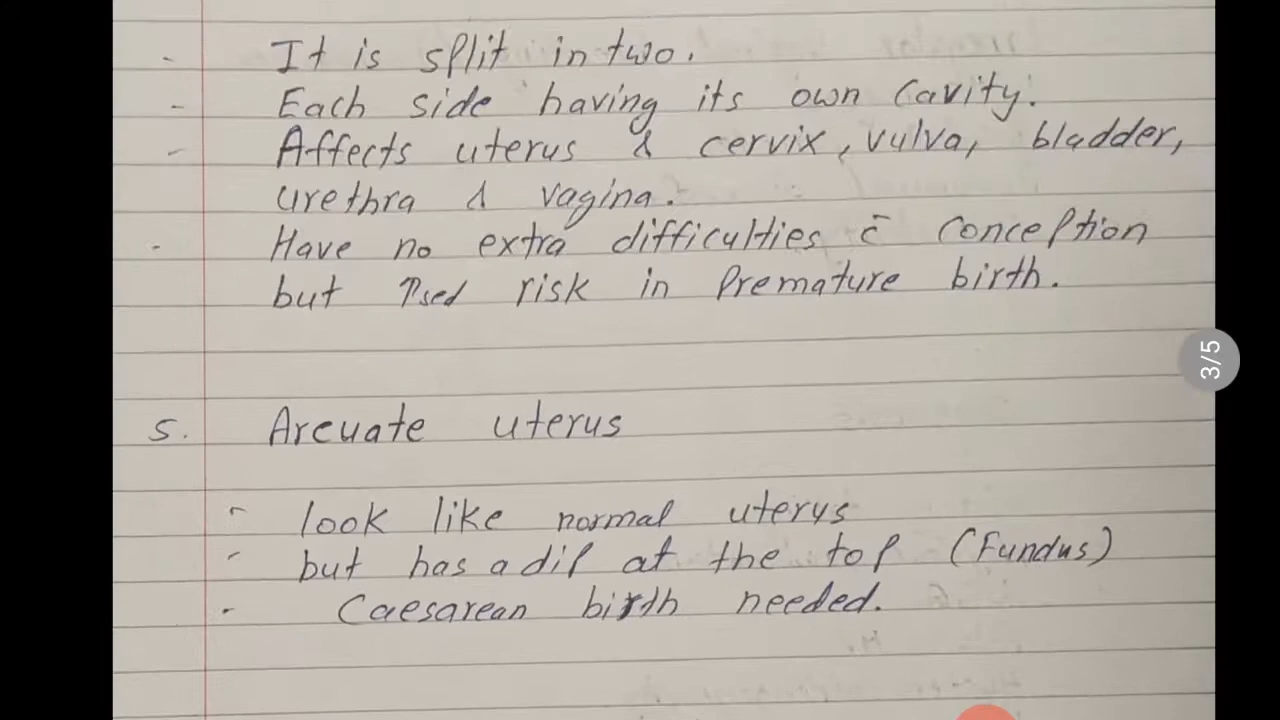 - It is split in two.
- Each side having its own cavity.
- Affects uterus & cervix, vulva, bladder,
urethra & vagina.
- Have no extra difficulties c̄ conception
but ↑sed risk in Premature birth.
3/5
5. Arcuate uterus
- look like normal uterus
- but has a dip at the top (Fundus)
- Caesarean birth needed.